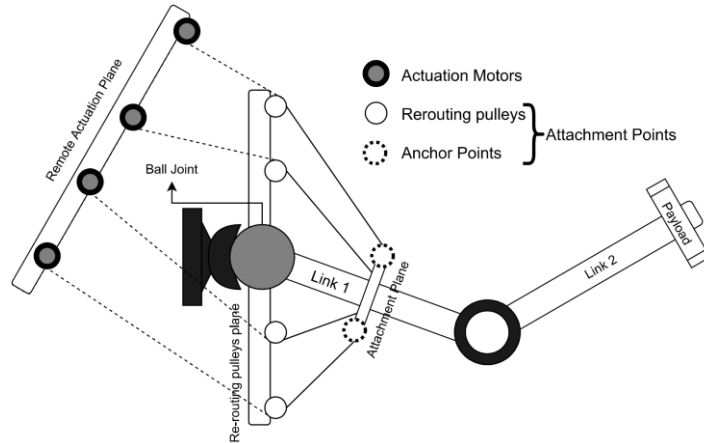 Remote Actuation Plane
Actuation Motors
Rerouting pulleys
Attachment Points
Anchor Points
Ball Joint
Payload
Link 1
Link 2
Attachment Plane
Re-routing pulleys plane